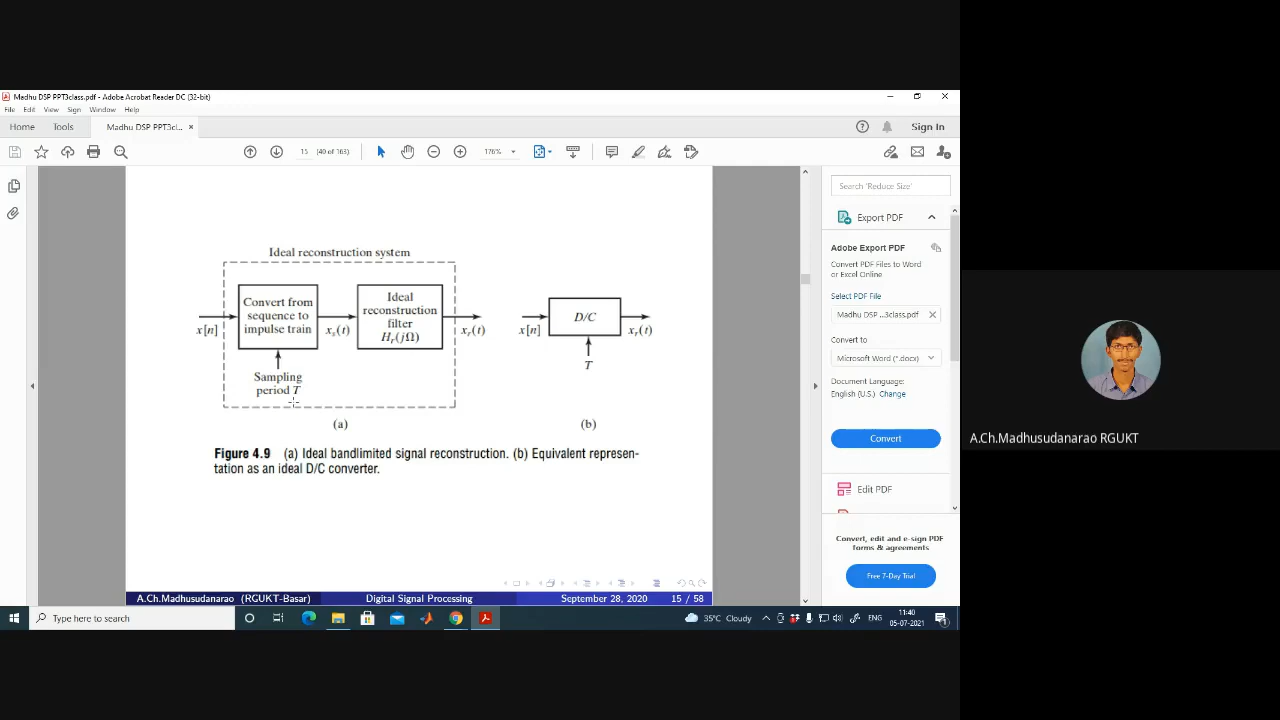 Madhu DSP PPT3class.pdf - Adobe Acrobat Reader DC (32-bit)
File Edit View Sign Window Help
Home Tools Madhu DSP PPT3cl... × Sign In
15 (40 of 163) 176%
Search 'Reduce Size'
Export PDF
Adobe Export PDF
Convert PDF Files to Word
or Excel Online
Select PDF File
Madhu DSP ...3class.pdf
Convert to
Microsoft Word (*.docx)
Document Language:
English (U.S.) Change
Convert
Edit PDF
Convert, edit and e-sign PDF
forms & agreements
Free 7-Day Trial
Ideal reconstruction system
Convert from
sequence to
impulse train
Ideal
reconstruction
filter
Hr(jΩ)
x[n]
xs(t)
xr(t)
Sampling
period T
(a)
D/C
x[n]
xr(t)
T
(b)
Figure 4.9 (a) Ideal bandlimited signal reconstruction. (b) Equivalent represen-
tation as an ideal D/C converter.
A.Ch.Madhusudanarao (RGUKT-Basar) Digital Signal Processing September 28, 2020 15 / 58
Type here to search
35°C Cloudy
ENG
11:40
05-07-2021
A.Ch.Madhusudanarao RGUKT